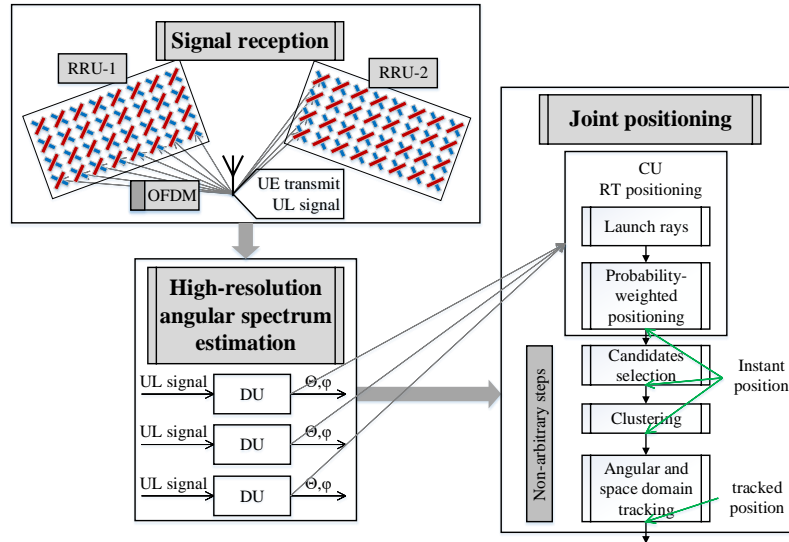 Signal reception
RRU-1
RRU-2
OFDM
UE transmit
UL signal
High-resolution
angular spectrum
estimation
UL signal
DU
Θ,φ
UL signal
DU
Θ,φ
UL signal
DU
Θ,φ
Joint positioning
CU
RT positioning
Launch rays
Probability-
weighted
positioning
Non-arbitrary steps
Candidates
selection
Clustering
Angular and
space domain
tracking
Instant
position
tracked
position